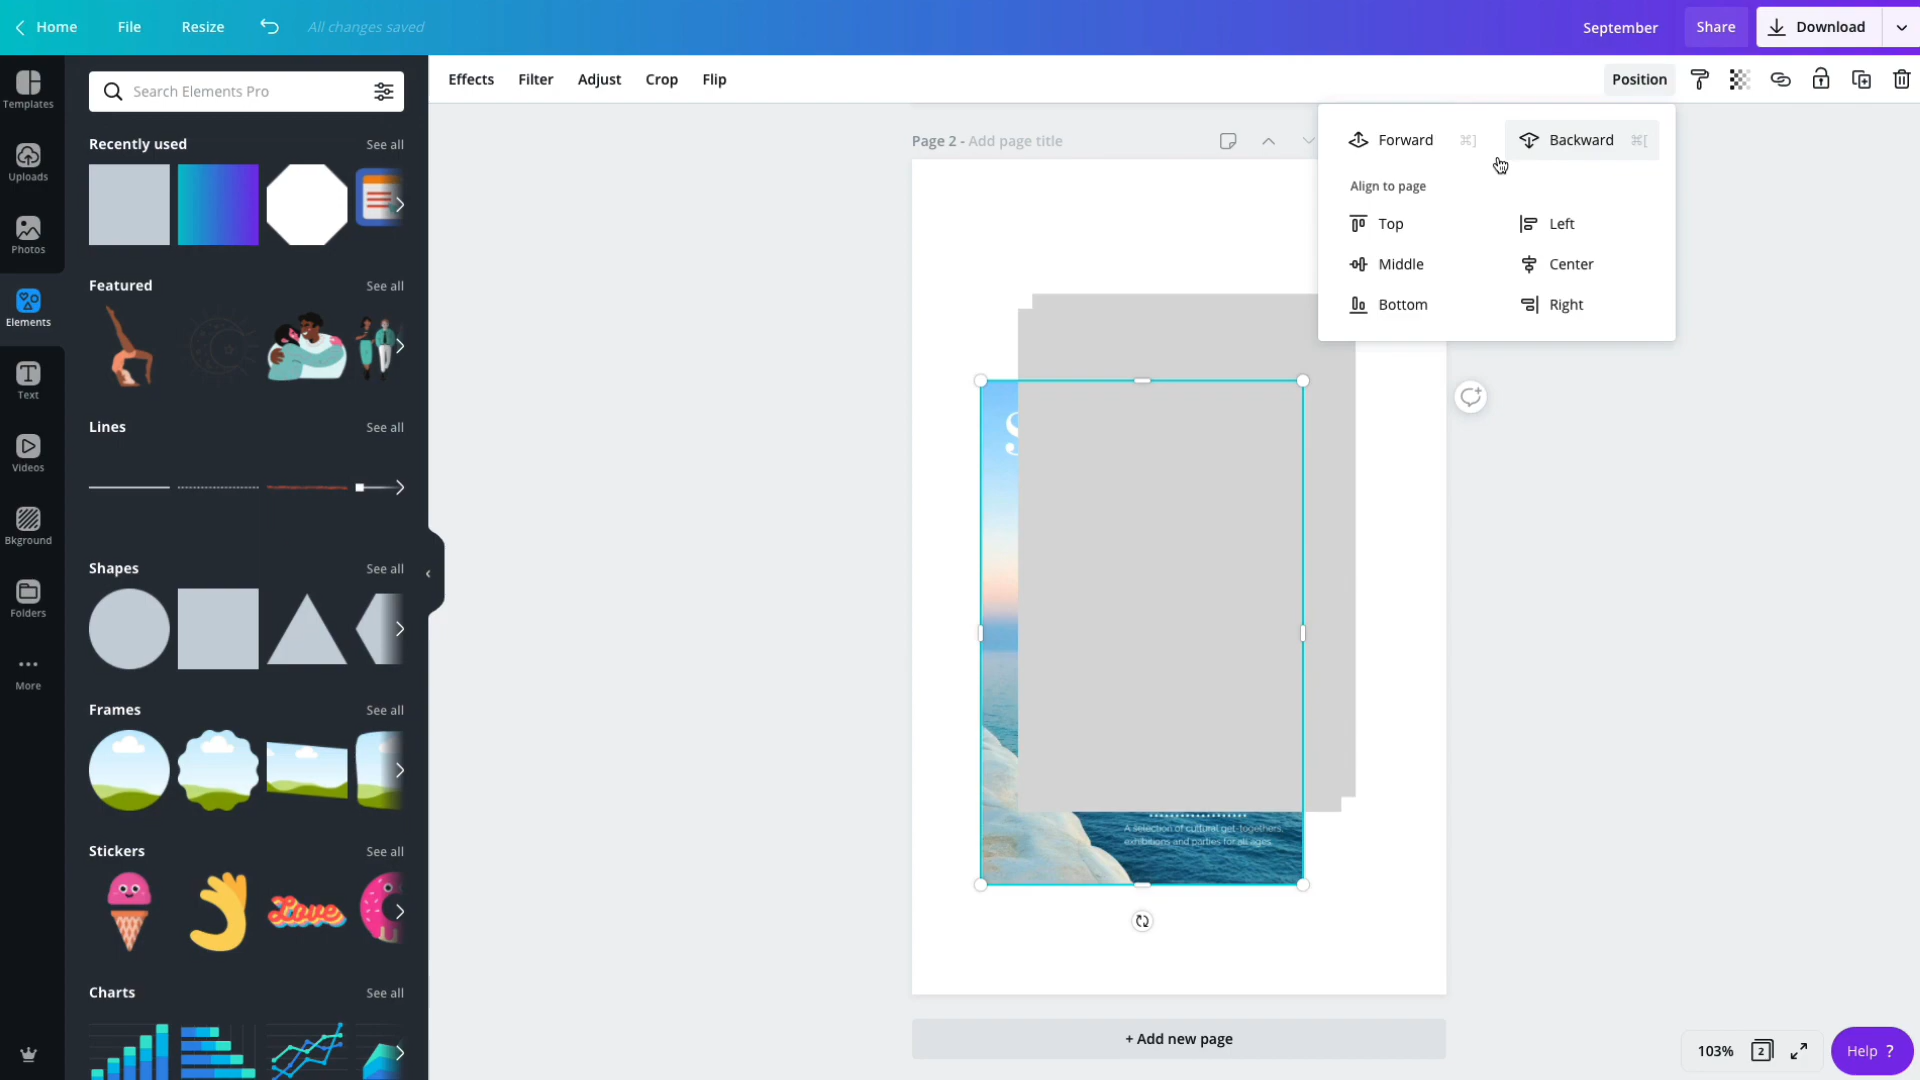 Home
File
Resize
All changes saved
September
Share
Download
Templates
Uploads
Photos
Elements
Text
Videos
Bkground
Folders
More
Search Elements Pro
Recently used
See all
Featured
See all
Lines
See all
Shapes
See all
Frames
See all
Stickers
See all
Love
Charts
See all
Effects
Filter
Adjust
Crop
Flip
Position
Page 2 - Add page title
Forward ⌘]
Backward ⌘[
Align to page
Top
Left
Middle
Center
Bottom
Right
S
A selection of cultural get-togethers,
exhibitions and parties for all ages.
+ Add new page
103%
2
Help ?